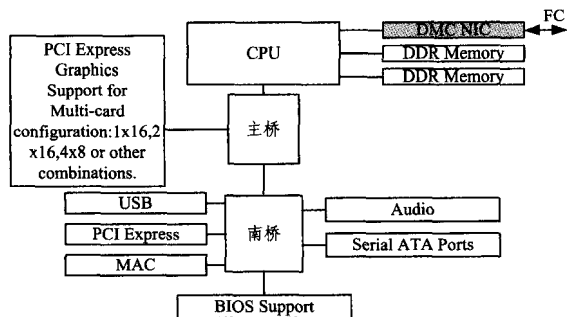 DMC NIC
FC
PCI Express
Graphics
Support for
Multi-card
configuration:1x16,2
x16,4x8 or other
combinations.
CPU
DDR Memory
DDR Memory
主桥
USB
PCI Express
MAC
南桥
Audio
Serial ATA Ports
BIOS Support